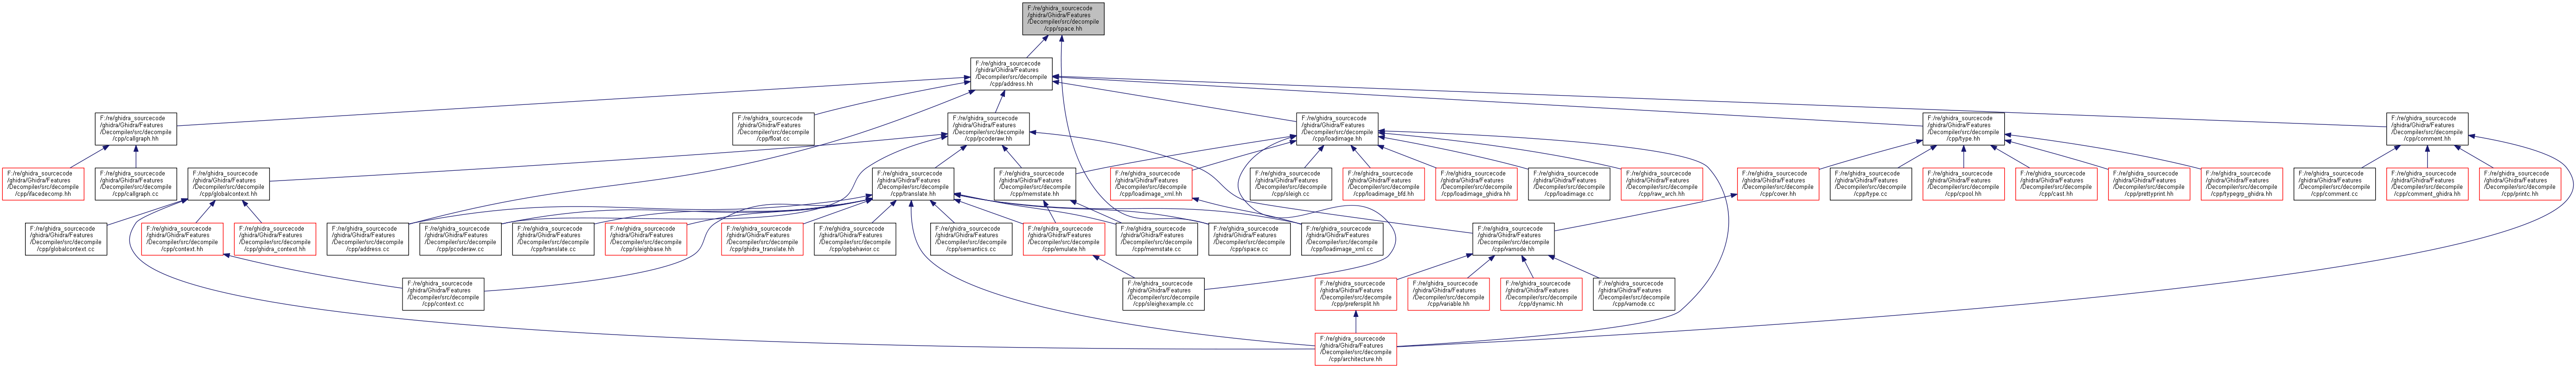 F:/re/ghidra_sourcecode
/ghidra/Ghidra/Features
/Decompiler/src/decompile
/cpp/space.hh
F:/re/ghidra_sourcecode
/ghidra/Ghidra/Features
/Decompiler/src/decompile
/cpp/address.hh
F:/re/ghidra_sourcecode
/ghidra/Ghidra/Features
/Decompiler/src/decompile
/cpp/callgraph.hh
F:/re/ghidra_sourcecode
/ghidra/Ghidra/Features
/Decompiler/src/decompile
/cpp/float.cc
F:/re/ghidra_sourcecode
/ghidra/Ghidra/Features
/Decompiler/src/decompile
/cpp/pcoderaw.hh
F:/re/ghidra_sourcecode
/ghidra/Ghidra/Features
/Decompiler/src/decompile
/cpp/loadimage.hh
F:/re/ghidra_sourcecode
/ghidra/Ghidra/Features
/Decompiler/src/decompile
/cpp/type.hh
F:/re/ghidra_sourcecode
/ghidra/Ghidra/Features
/Decompiler/src/decompile
/cpp/comment.hh
F:/re/ghidra_sourcecode
/ghidra/Ghidra/Features
/Decompiler/src/decompile
/cpp/ifacedecomp.hh
F:/re/ghidra_sourcecode
/ghidra/Ghidra/Features
/Decompiler/src/decompile
/cpp/callgraph.cc
F:/re/ghidra_sourcecode
/ghidra/Ghidra/Features
/Decompiler/src/decompile
/cpp/globalcontext.hh
F:/re/ghidra_sourcecode
/ghidra/Ghidra/Features
/Decompiler/src/decompile
/cpp/translate.hh
F:/re/ghidra_sourcecode
/ghidra/Ghidra/Features
/Decompiler/src/decompile
/cpp/memstate.hh
F:/re/ghidra_sourcecode
/ghidra/Ghidra/Features
/Decompiler/src/decompile
/cpp/loadimage_xml.hh
F:/re/ghidra_sourcecode
/ghidra/Ghidra/Features
/Decompiler/src/decompile
/cpp/sleigh.cc
F:/re/ghidra_sourcecode
/ghidra/Ghidra/Features
/Decompiler/src/decompile
/cpp/loadimage_bfd.hh
F:/re/ghidra_sourcecode
/ghidra/Ghidra/Features
/Decompiler/src/decompile
/cpp/loadimage_ghidra.hh
F:/re/ghidra_sourcecode
/ghidra/Ghidra/Features
/Decompiler/src/decompile
/cpp/loadimage.cc
F:/re/ghidra_sourcecode
/ghidra/Ghidra/Features
/Decompiler/src/decompile
/cpp/raw_arch.hh
F:/re/ghidra_sourcecode
/ghidra/Ghidra/Features
/Decompiler/src/decompile
/cpp/cover.hh
F:/re/ghidra_sourcecode
/ghidra/Ghidra/Features
/Decompiler/src/decompile
/cpp/type.cc
F:/re/ghidra_sourcecode
/ghidra/Ghidra/Features
/Decompiler/src/decompile
/cpp/cpool.hh
F:/re/ghidra_sourcecode
/ghidra/Ghidra/Features
/Decompiler/src/decompile
/cpp/cast.hh
F:/re/ghidra_sourcecode
/ghidra/Ghidra/Features
/Decompiler/src/decompile
/cpp/prettyprint.hh
F:/re/ghidra_sourcecode
/ghidra/Ghidra/Features
/Decompiler/src/decompile
/cpp/typegrp_ghidra.hh
F:/re/ghidra_sourcecode
/ghidra/Ghidra/Features
/Decompiler/src/decompile
/cpp/comment.cc
F:/re/ghidra_sourcecode
/ghidra/Ghidra/Features
/Decompiler/src/decompile
/cpp/comment_ghidra.hh
F:/re/ghidra_sourcecode
/ghidra/Ghidra/Features
/Decompiler/src/decompile
/cpp/printc.hh
F:/re/ghidra_sourcecode
/ghidra/Ghidra/Features
/Decompiler/src/decompile
/cpp/globalcontext.cc
F:/re/ghidra_sourcecode
/ghidra/Ghidra/Features
/Decompiler/src/decompile
/cpp/context.hh
F:/re/ghidra_sourcecode
/ghidra/Ghidra/Features
/Decompiler/src/decompile
/cpp/ghidra_context.hh
F:/re/ghidra_sourcecode
/ghidra/Ghidra/Features
/Decompiler/src/decompile
/cpp/address.cc
F:/re/ghidra_sourcecode
/ghidra/Ghidra/Features
/Decompiler/src/decompile
/cpp/pcoderaw.cc
F:/re/ghidra_sourcecode
/ghidra/Ghidra/Features
/Decompiler/src/decompile
/cpp/translate.cc
F:/re/ghidra_sourcecode
/ghidra/Ghidra/Features
/Decompiler/src/decompile
/cpp/sleighbase.hh
F:/re/ghidra_sourcecode
/ghidra/Ghidra/Features
/Decompiler/src/decompile
/cpp/ghidra_translate.hh
F:/re/ghidra_sourcecode
/ghidra/Ghidra/Features
/Decompiler/src/decompile
/cpp/opbehavior.cc
F:/re/ghidra_sourcecode
/ghidra/Ghidra/Features
/Decompiler/src/decompile
/cpp/semantics.cc
F:/re/ghidra_sourcecode
/ghidra/Ghidra/Features
/Decompiler/src/decompile
/cpp/emulate.hh
F:/re/ghidra_sourcecode
/ghidra/Ghidra/Features
/Decompiler/src/decompile
/cpp/memstate.cc
F:/re/ghidra_sourcecode
/ghidra/Ghidra/Features
/Decompiler/src/decompile
/cpp/space.cc
F:/re/ghidra_sourcecode
/ghidra/Ghidra/Features
/Decompiler/src/decompile
/cpp/loadimage_xml.cc
F:/re/ghidra_sourcecode
/ghidra/Ghidra/Features
/Decompiler/src/decompile
/cpp/varnode.hh
F:/re/ghidra_sourcecode
/ghidra/Ghidra/Features
/Decompiler/src/decompile
/cpp/context.cc
F:/re/ghidra_sourcecode
/ghidra/Ghidra/Features
/Decompiler/src/decompile
/cpp/sleighexample.cc
F:/re/ghidra_sourcecode
/ghidra/Ghidra/Features
/Decompiler/src/decompile
/cpp/prefersplit.hh
F:/re/ghidra_sourcecode
/ghidra/Ghidra/Features
/Decompiler/src/decompile
/cpp/variable.hh
F:/re/ghidra_sourcecode
/ghidra/Ghidra/Features
/Decompiler/src/decompile
/cpp/dynamic.hh
F:/re/ghidra_sourcecode
/ghidra/Ghidra/Features
/Decompiler/src/decompile
/cpp/varnode.cc
F:/re/ghidra_sourcecode
/ghidra/Ghidra/Features
/Decompiler/src/decompile
/cpp/architecture.hh